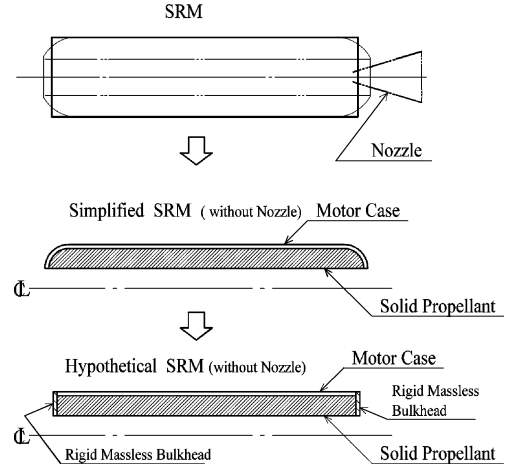 SRM
Nozzle
Simplified SRM ( without Nozzle) Motor Case
℄
Solid Propellant
Hypothetical SRM (without Nozzle)
Motor Case
Rigid Massless
Bulkhead
℄
Rigid Massless Bulkhead
Solid Propellant